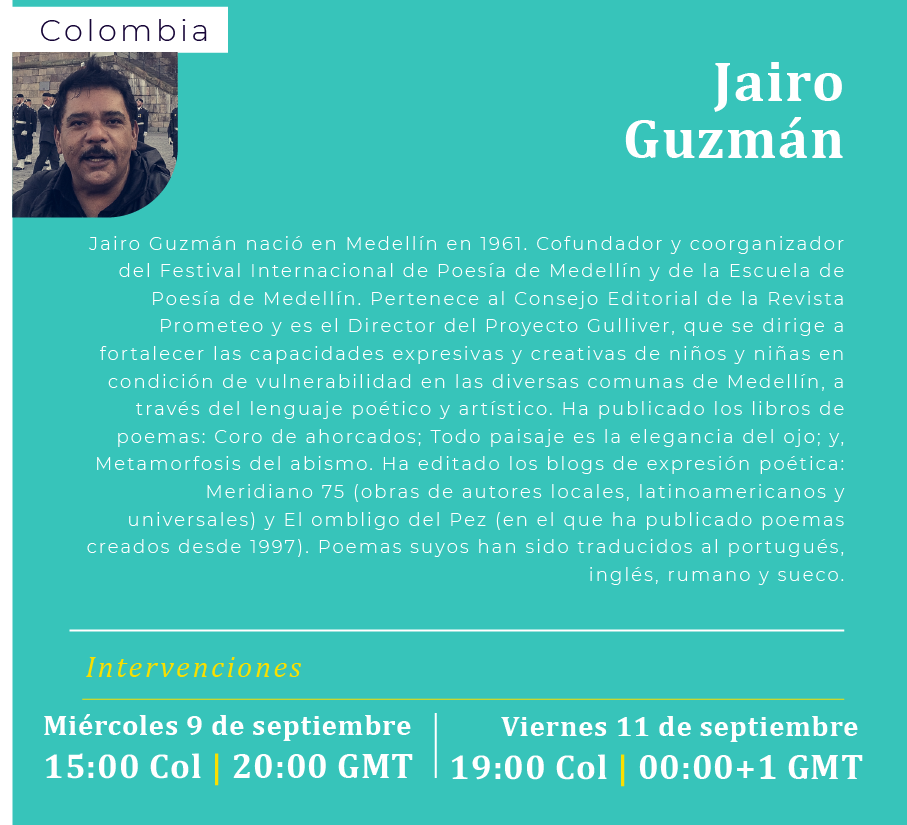 Colombia
Jairo
Guzmán
Jairo Guzmán nació en Medellín en 1961. Cofundador y coorganizador
del Festival Internacional de Poesía de Medellín y de la Escuela de
Poesía de Medellín. Pertenece al Consejo Editorial de la Revista
Prometeo y es el Director del Proyecto Gulliver, que se dirige a
fortalecer las capacidades expresivas y creativas de niños y niñas en
condición de vulnerabilidad en las diversas comunas de Medellín, a
través del lenguaje poético y artístico. Ha publicado los libros de
poemas: Coro de ahorcados; Todo paisaje es la elegancia del ojo; y,
Metamorfosis del abismo. Ha editado los blogs de expresión poética:
Meridiano 75 (obras de autores locales, latinoamericanos y
universales) y El ombligo del Pez (en el que ha publicado poemas
creados desde 1997). Poemas suyos han sido traducidos al portugués,
inglés, rumano y sueco.
Intervenciones
Miércoles 9 de septiembre
15:00 Col | 20:00 GMT
Viernes 11 de septiembre
19:00 Col | 00:00+1 GMT